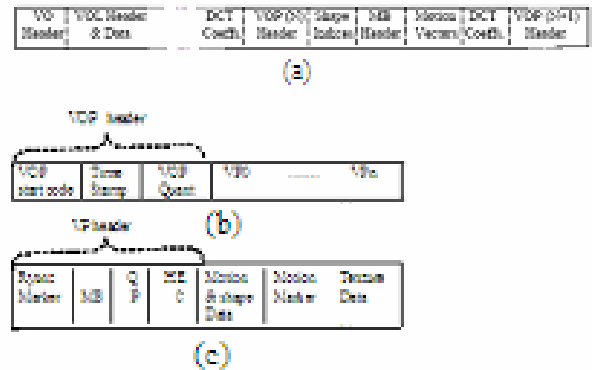 VO VOL Header DCT VOP (N) Shape MB Motion DCT VOP (N+1)
Header & Data Coeffs. Header Indices Header Vectors Coeffs. Header
(a)
VOP header
VOP Time VOP VP0 ....... VPn
start code Stamp Quant
(b)
VP header
Marker MB Q P Motion & shape Data Motion Marker Texture Data
(c)